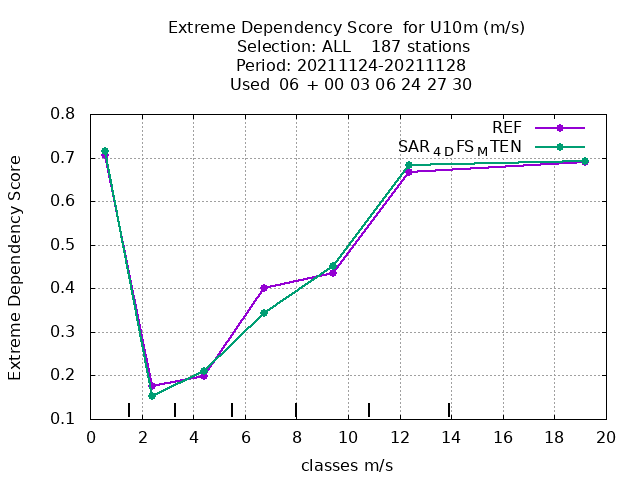 Extreme Dependency Score for U10m (m/s)
Selection: ALL 187 stations
Period: 20211124-20211128
Used 06 + 00 03 06 24 27 30
REF
SAR4DFSMTEN
Extreme Dependency Score
0.8
0.7
0.6
0.5
0.4
0.3
0.2
0.1
0 2 4 6 8 10 12 14 16 18 20
classes m/s